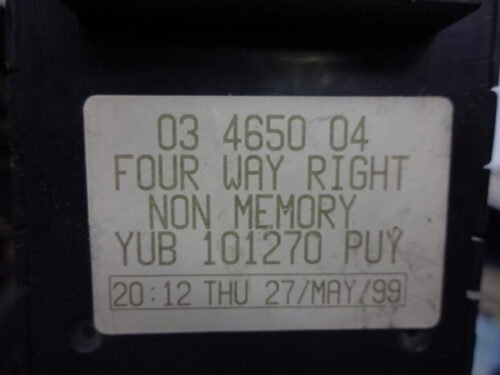 03 4650 04
FOUR WAY RIGHT
NON MEMORY
YUB 101270 PUY
20:12 THU 27/MAY/99